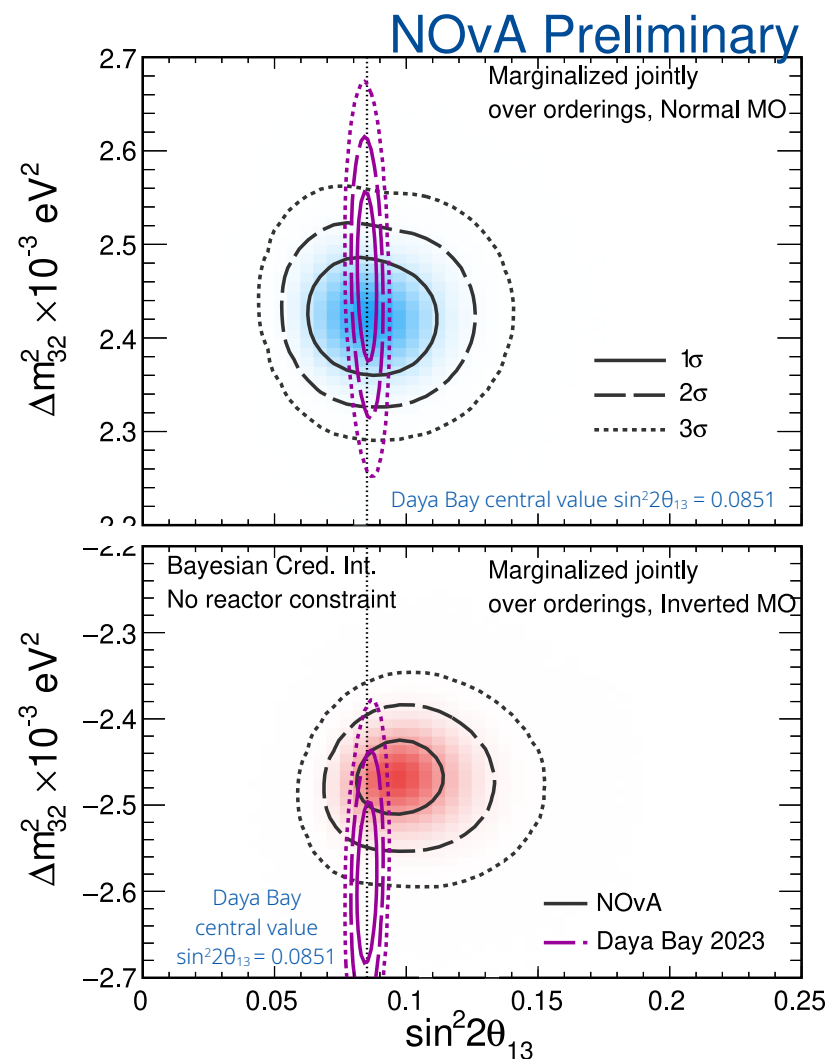 NOvA Preliminary
Marginalized jointly
over orderings, Normal MO
2.7
2.6
2.5
2.4
2.3
2.2
Δm²₃₂ ×10⁻³ eV²
1σ
2σ
3σ
Daya Bay central value sin²2θ₁₃ = 0.0851
Bayesian Cred. Int.
No reactor constraint
Marginalized jointly
over orderings, Inverted MO
−2.2
−2.3
−2.4
−2.5
−2.6
−2.7
Δm²₃₂ ×10⁻³ eV²
Daya Bay
central value
sin²2θ₁₃ = 0.0851
NOvA
Daya Bay 2023
0 0.05 0.1 0.15 0.2 0.25
sin²2θ₁₃